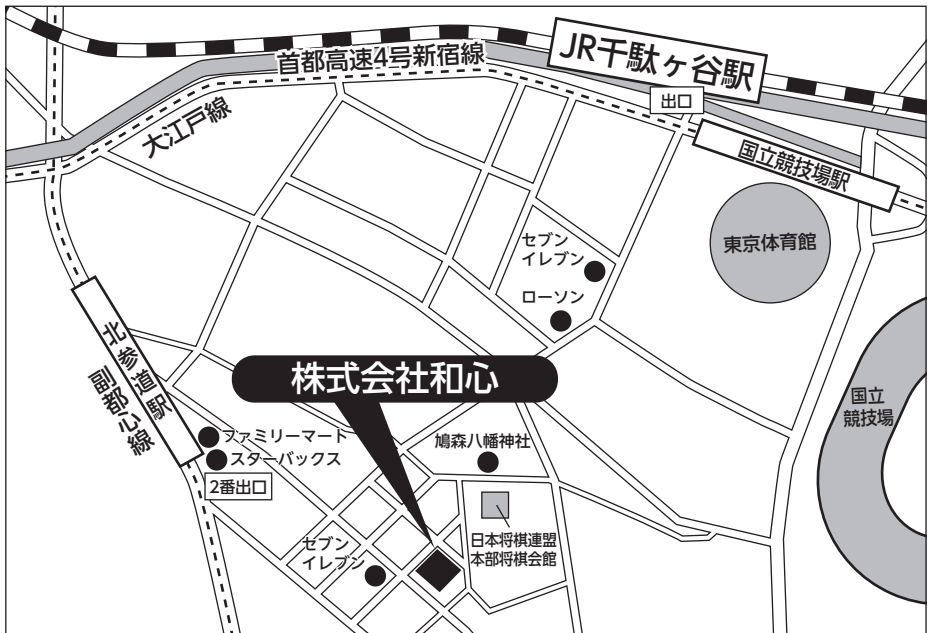 首都高速4号新宿線
JR千駄ヶ谷駅
出口
大江戸線
国立競技場駅
東京体育館
セブン
イレブン
ローソン
北参道駅
副都心線
株式会社和心
国立
競技場
ファミリーマート
スターバックス
2番出口
鳩森八幡神社
日本将棋連盟
本部将棋会館
セブン
イレブン